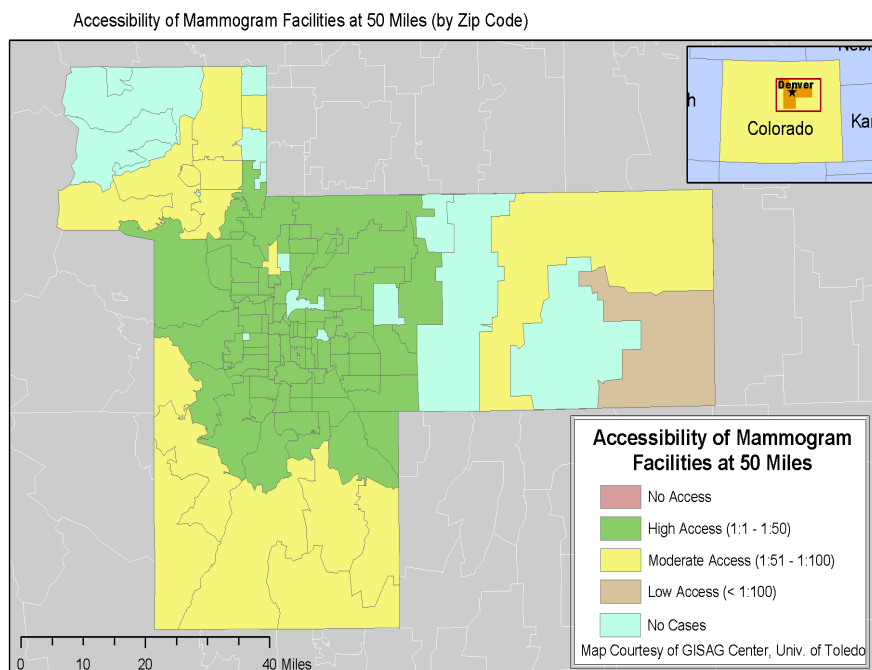 Accessibility of Mammogram Facilities at 50 Miles (by Zip Code)
Denver
Colorado
Accessibility of Mammogram
Facilities at 50 Miles
No Access
High Access (1:1 - 1:50)
Moderate Access (1:51 - 1:100)
Low Access (< 1:100)
No Cases
Map Courtesy of GISAG Center, Univ. of Toledo
0 10 20 40 Miles